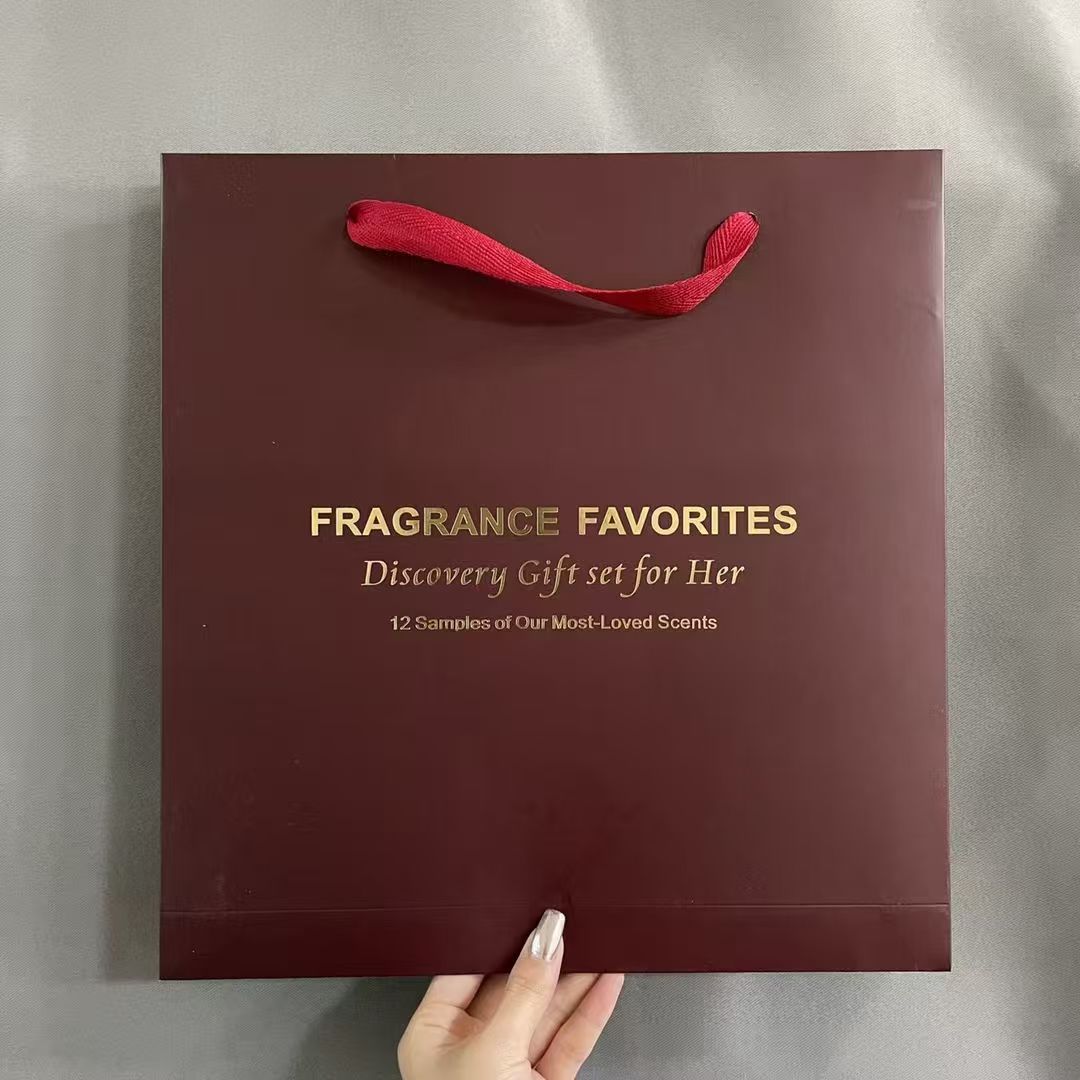 FRAGRANCE FAVORITES
Discovery Gift set for Her
12 Samples of Our Most-Loved Scents